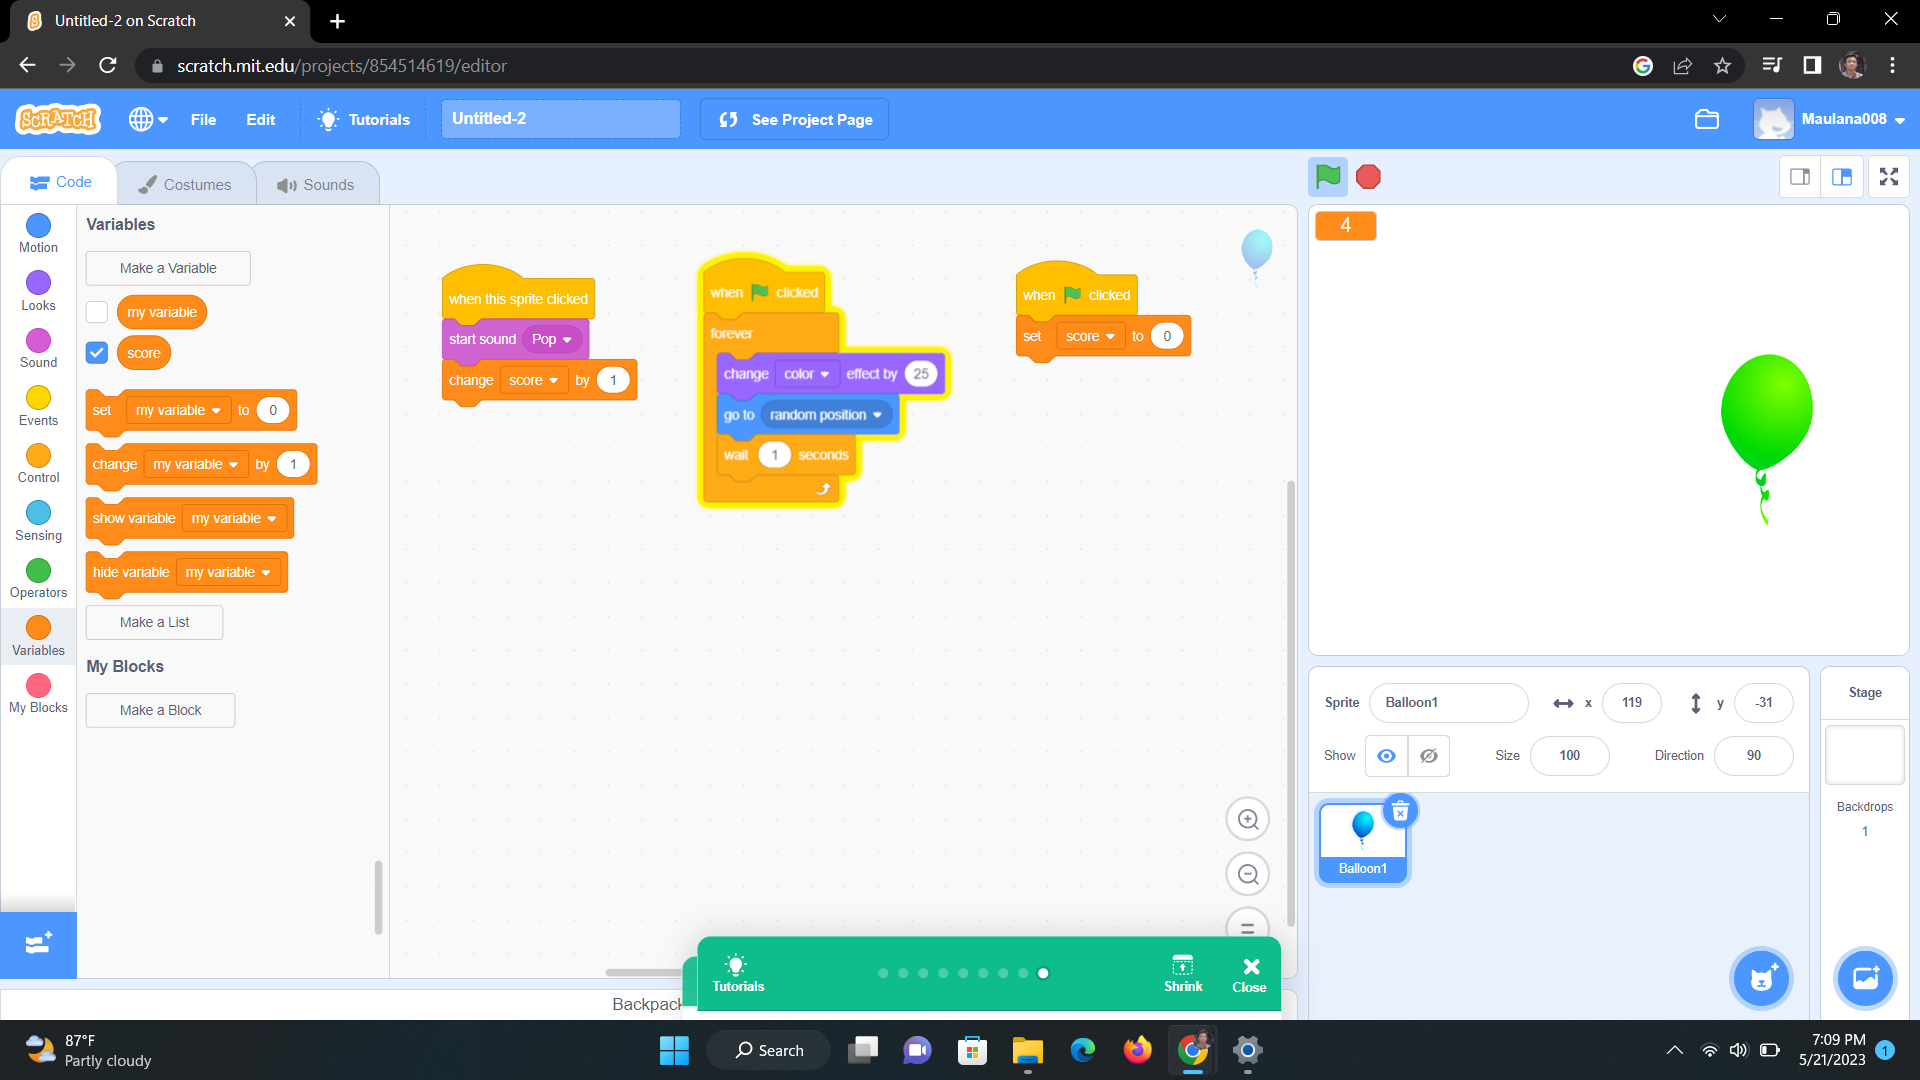 Untitled-2 on Scratch
scratch.mit.edu/projects/854514619/editor
SCRATCH
File
Edit
Tutorials
Untitled-2
See Project Page
Maulana008
Code
Costumes
Sounds
Motion
Looks
Sound
Events
Control
Sensing
Operators
Variables
My Blocks
Variables
Make a Variable
my variable
score
set my variable to 0
change my variable by 1
show variable my variable
hide variable my variable
Make a List
My Blocks
Make a Block
when this sprite clicked
start sound Pop
change score by 1
when clicked
forever
change color effect by 25
go to random position
wait 1 seconds
when clicked
set score to 0
4
Sprite Balloon1 x 119 y -31
Show Size 100 Direction 90
Balloon1
Stage
Backdrops
1
Tutorials
Shrink
Close
Backpack
87°F
Partly cloudy
Search
7:09 PM
5/21/2023
1